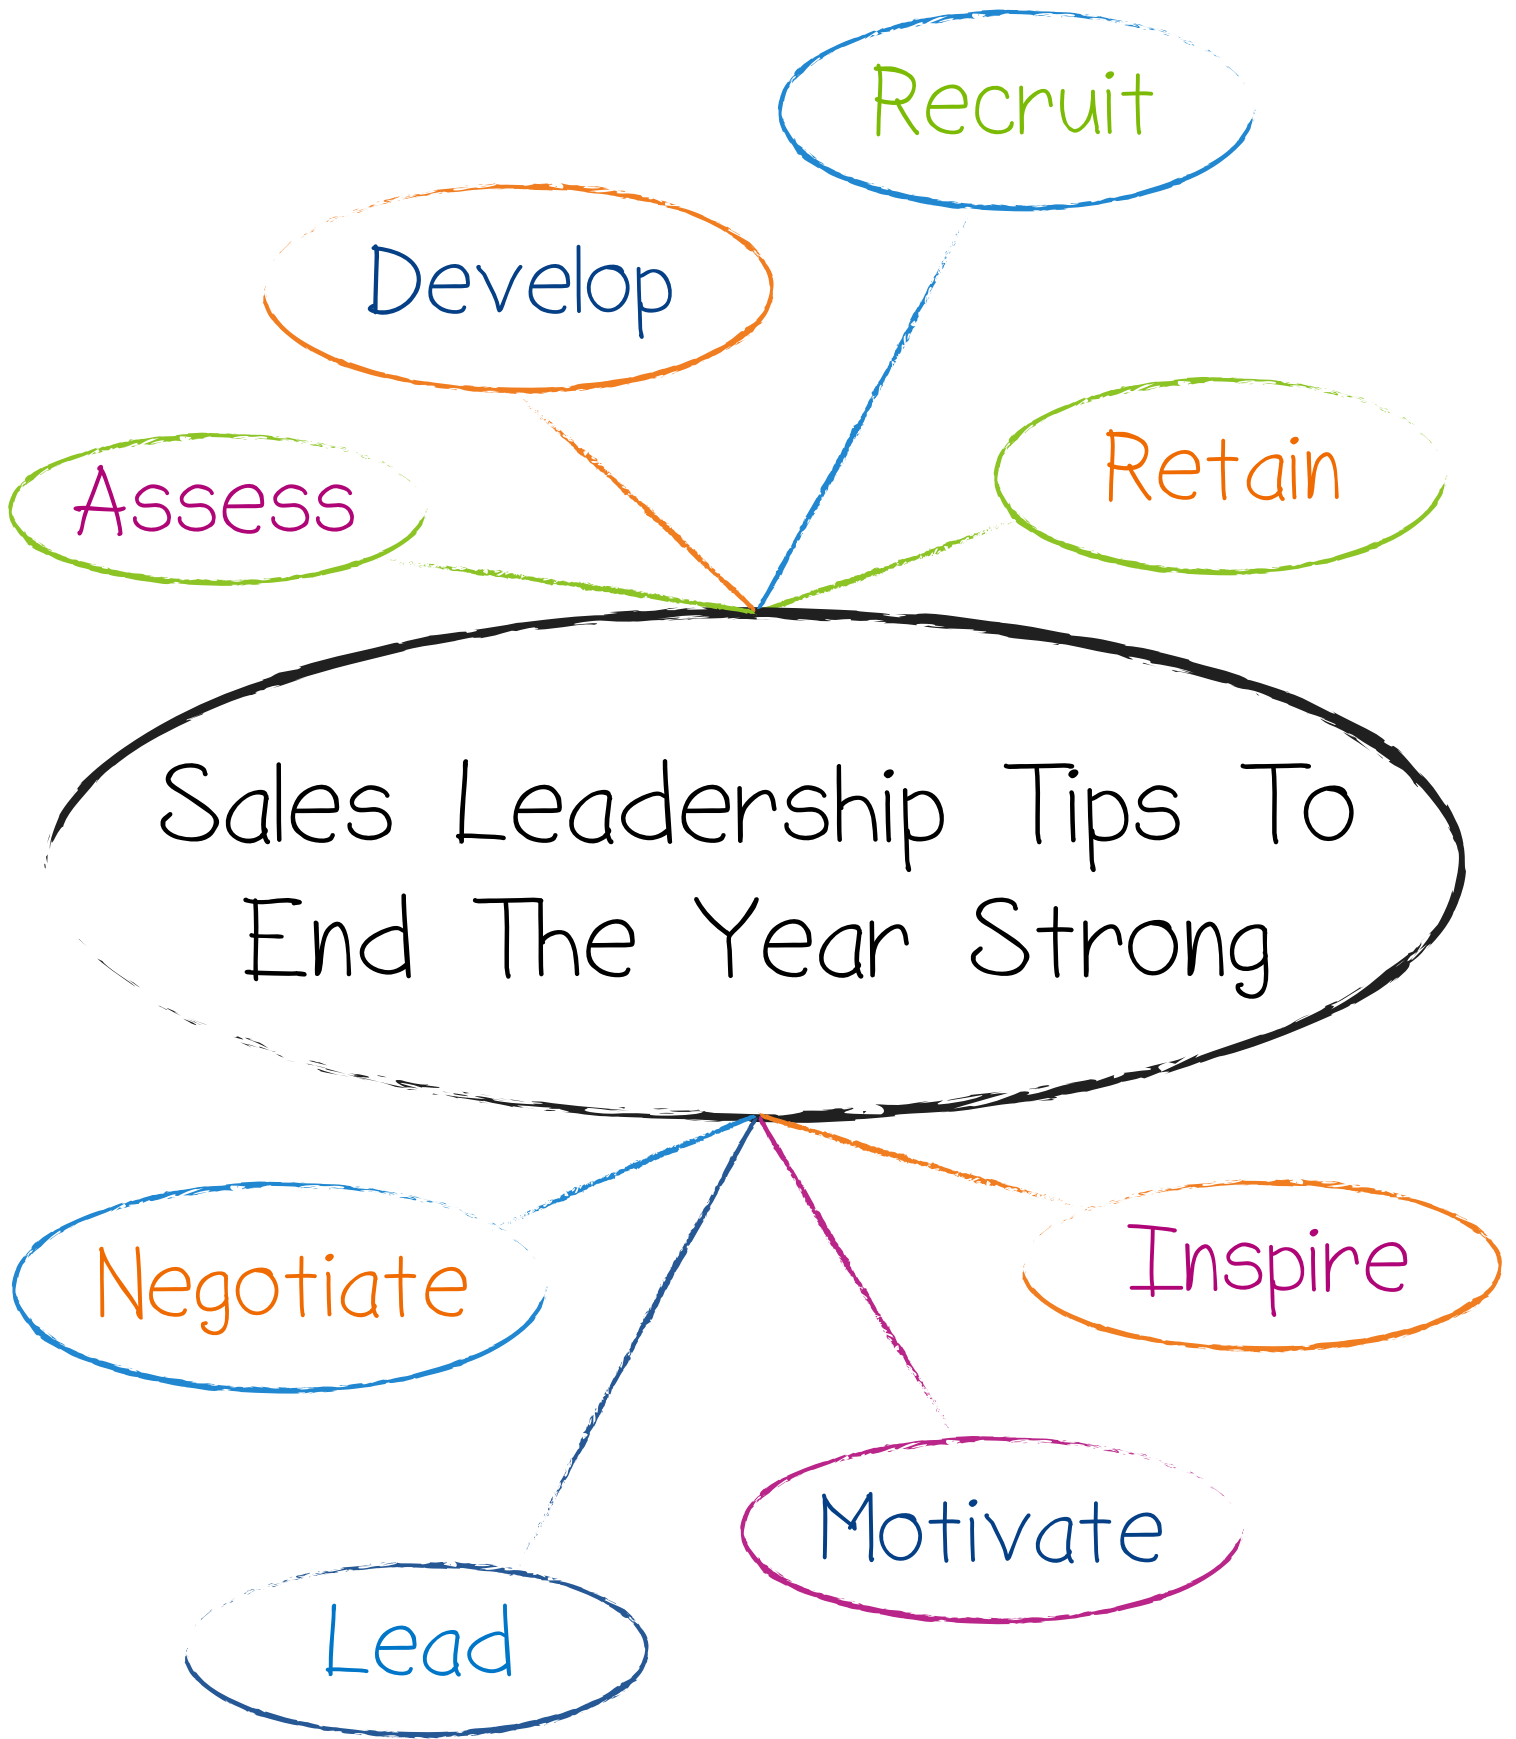 Recruit
Develop
Retain
Assess
Sales Leadership Tips To
End The Year Strong
Negotiate
Inspire
Motivate
Lead